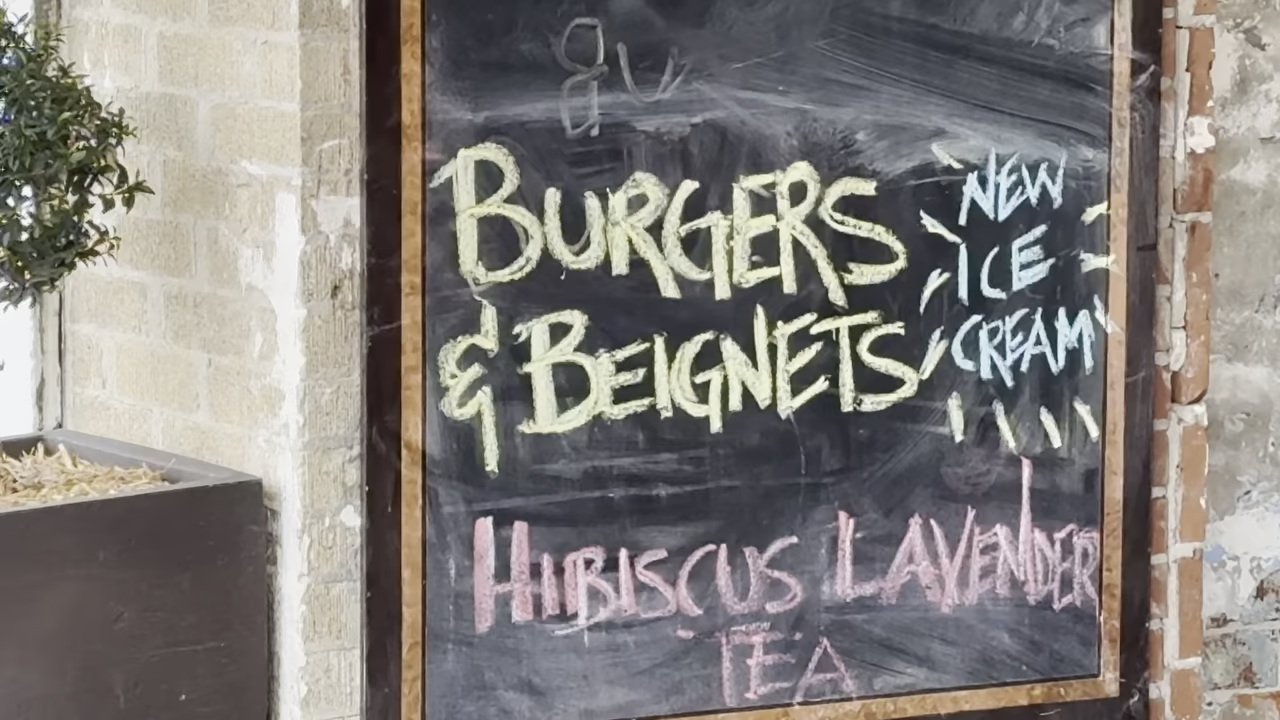 BURGERS
& BEIGNETS
NEW
ICE
CREAM
HIBISCUS LAVENDER
TEA